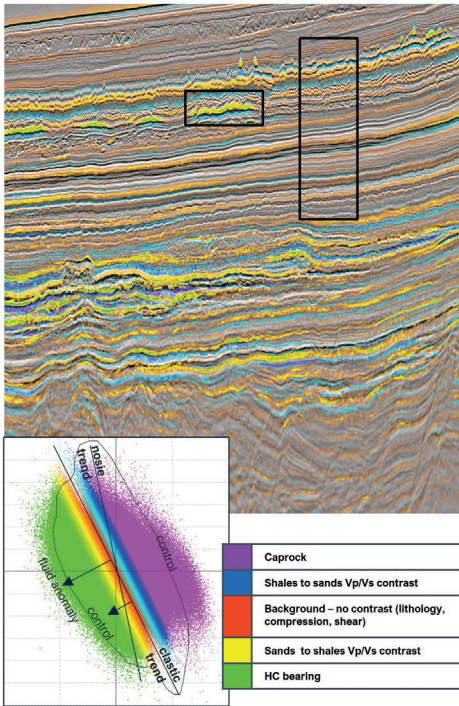 nosie
trend
control
fluid anomaly
control
clastic
trend
Caprock
Shales to sands Vp/Vs contrast
Background – no contrast (lithology,
compression, shear)
Sands to shales Vp/Vs contrast
HC bearing